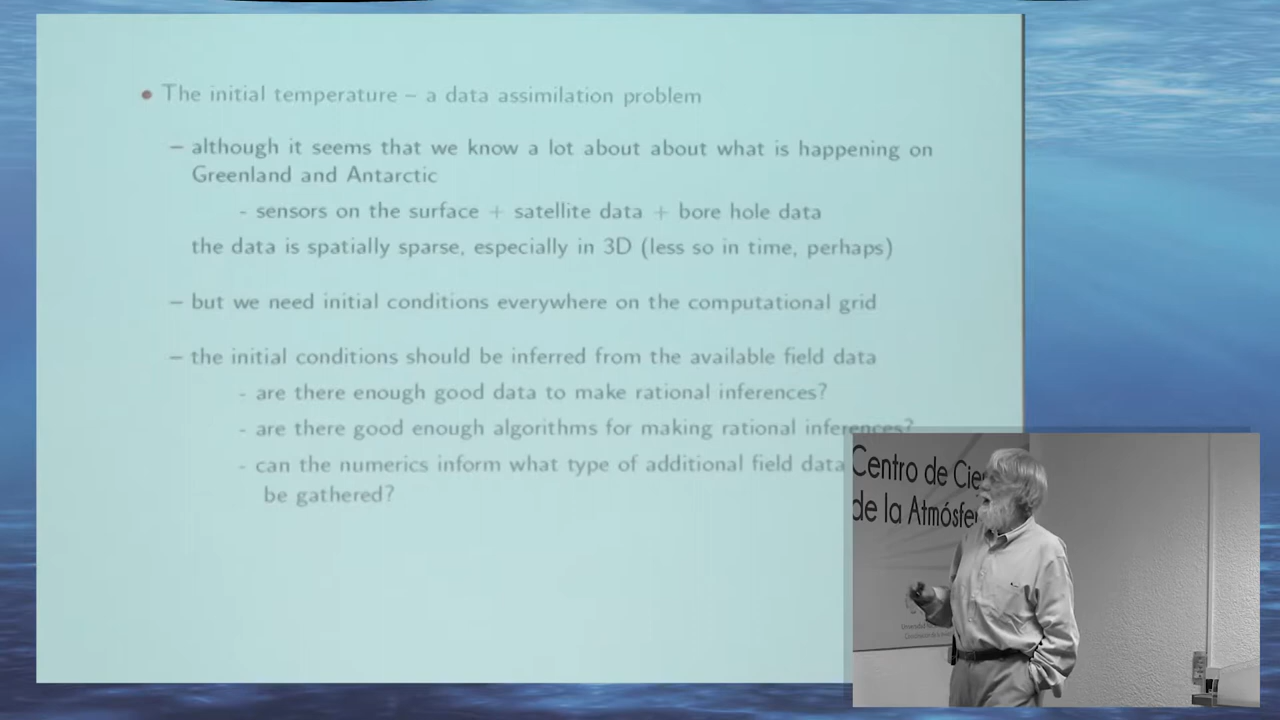 • The initial temperature – a data assimilation problem
– although it seems that we know a lot about about what is happening on
Greenland and Antarctic
- sensors on the surface + satellite data + bore hole data
the data is spatially sparse, especially in 3D (less so in time, perhaps)
– but we need initial conditions everywhere on the computational grid
– the initial conditions should be inferred from the available field data
- are there enough good data to make rational inferences?
- are there good enough algorithms for making rational inferences?
- can the numerics inform what type of additional field data
be gathered?
Centro de Cie
de la Atmósfe